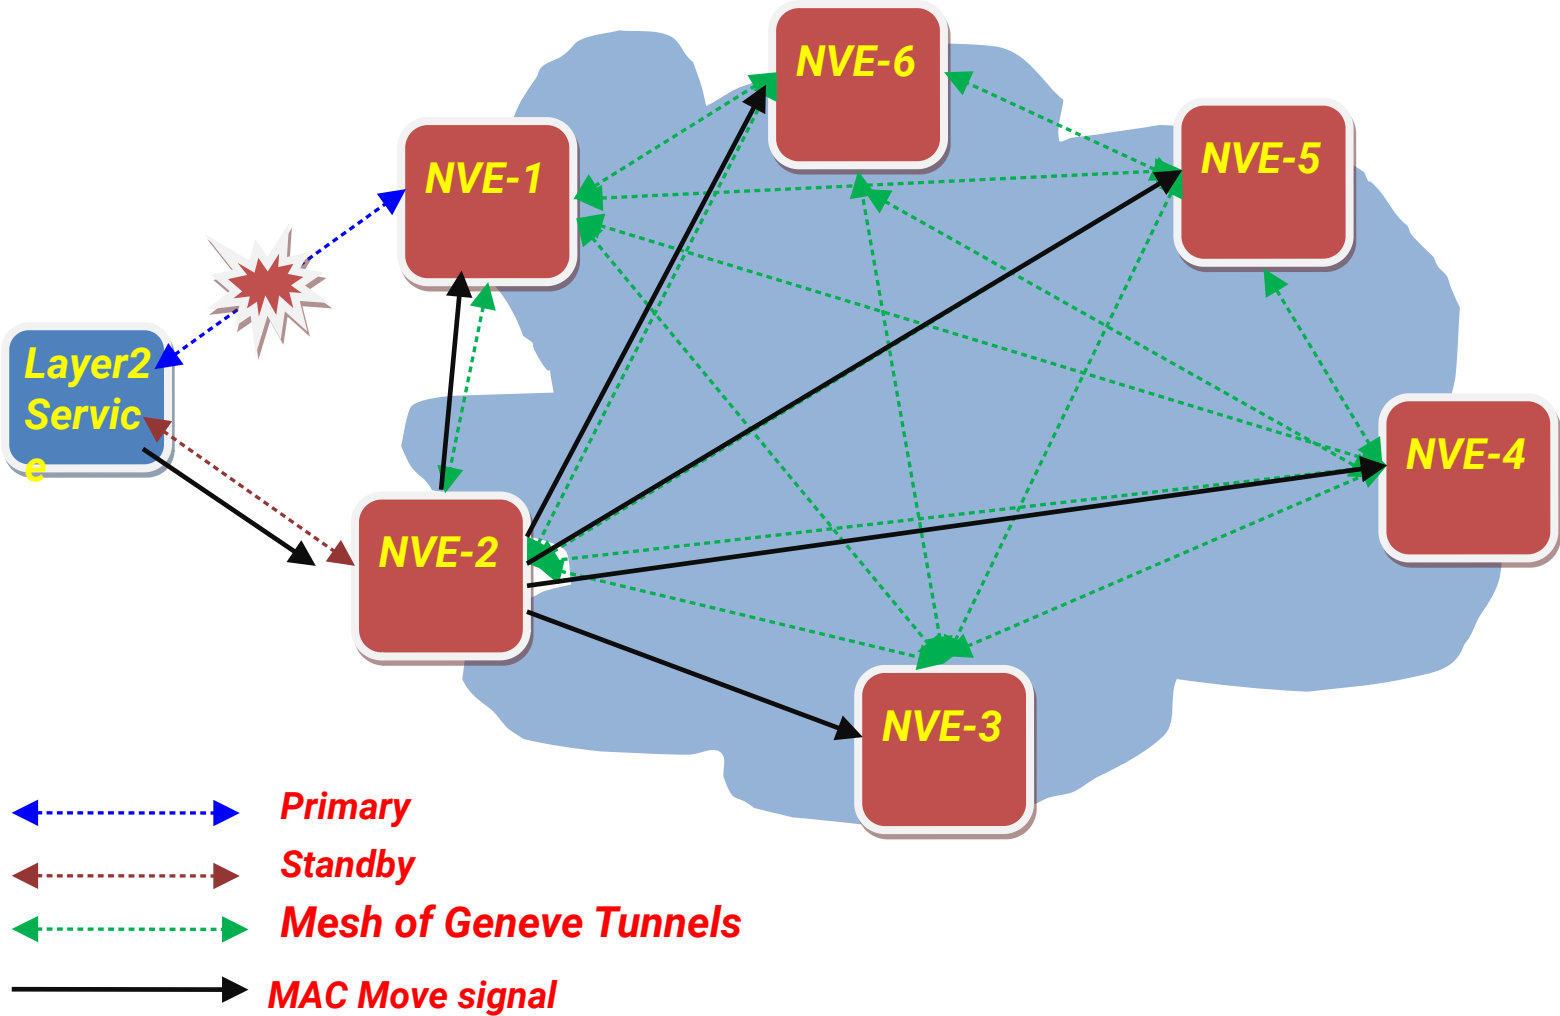 NVE-6
NVE-5
NVE-1
Layer2
Servic
e
NVE-4
NVE-2
NVE-3
Primary
Standby
Mesh of Geneve Tunnels
MAC Move signal